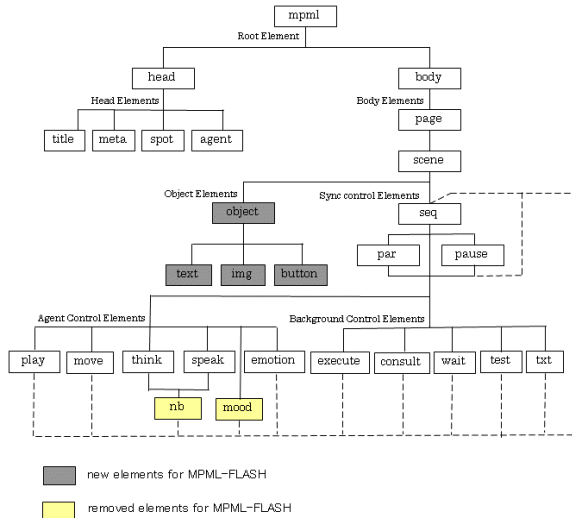 mpml
Root Element
head
body
Head Elements
Body Elements
title meta spot agent
page
scene
Object Elements
Sync control Elements
object
seq
par pause
text img button
Agent Control Elements
Background Control Elements
play move think speak emotion execute consult wait test txt
nb mood
new elements for MPML-FLASH
removed elements for MPML-FLASH